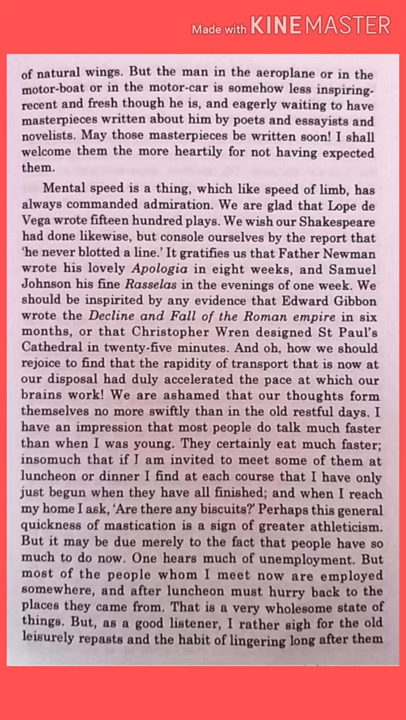 Made with KINEMASTER
of natural wings. But the man in the aeroplane or in the
motor-boat or in the motor-car is somehow less inspiring-
recent and fresh though he is, and eagerly waiting to have
masterpieces written about him by poets and essayists and
novelists. May those masterpieces be written soon! I shall
welcome them the more heartily for not having expected
them.
Mental speed is a thing, which like speed of limb, has
always commanded admiration. We are glad that Lope de
Vega wrote fifteen hundred plays. We wish our Shakespeare
had done likewise, but console ourselves by the report that
'he never blotted a line.' It gratifies us that Father Newman
wrote his lovely Apologia in eight weeks, and Samuel
Johnson his fine Rasselas in the evenings of one week. We
should be inspirited by any evidence that Edward Gibbon
wrote the Decline and Fall of the Roman empire in six
months, or that Christopher Wren designed St Paul's
Cathedral in twenty-five minutes. And oh, how we should
rejoice to find that the rapidity of transport that is now at
our disposal had duly accelerated the pace at which our
brains work! We are ashamed that our thoughts form
themselves no more swiftly than in the old restful days. I
have an impression that most people do talk much faster
than when I was young. They certainly eat much faster;
insomuch that if I am invited to meet some of them at
luncheon or dinner I find at each course that I have only
just begun when they have all finished; and when I reach
my home I ask, 'Are there any biscuits?' Perhaps this general
quickness of mastication is a sign of greater athleticism.
But it may be due merely to the fact that people have so
much to do now. One hears much of unemployment. But
most of the people whom I meet now are employed
somewhere, and after luncheon must hurry back to the
places they came from. That is a very wholesome state of
things. But, as a good listener, I rather sigh for the old
leisurely repasts and the habit of lingering long after them